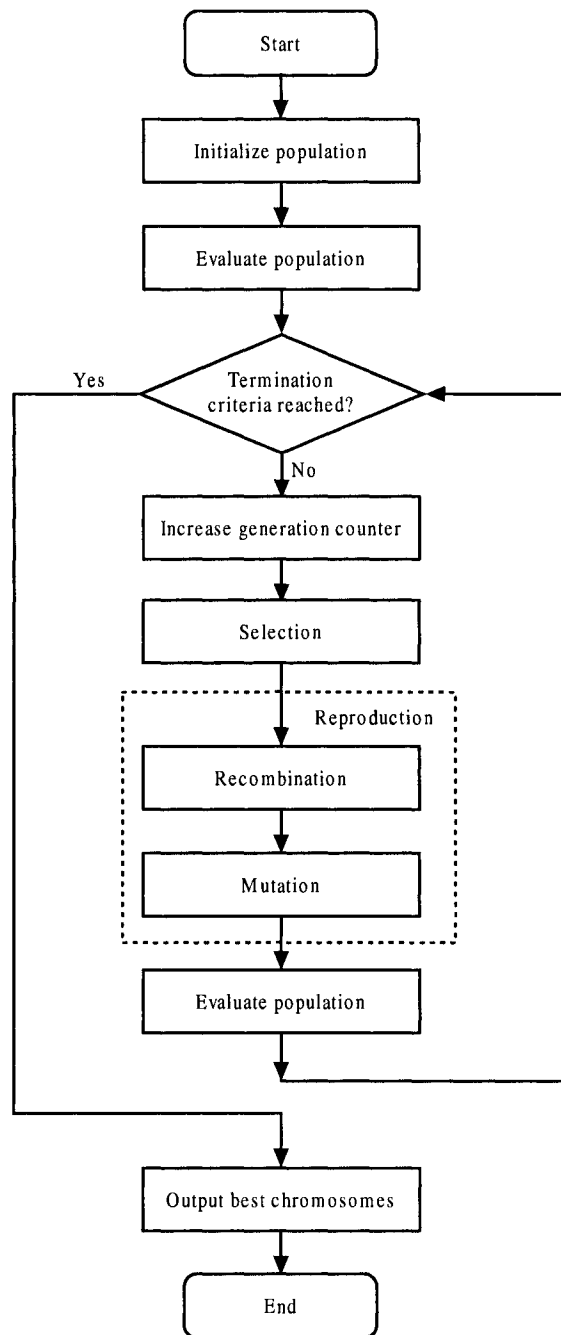 Start
Initialize population
Evaluate population
Yes
Termination
criteria reached?
No
Increase generation counter
Selection
Reproduction
Recombination
Mutation
Evaluate population
Output best chromosomes
End